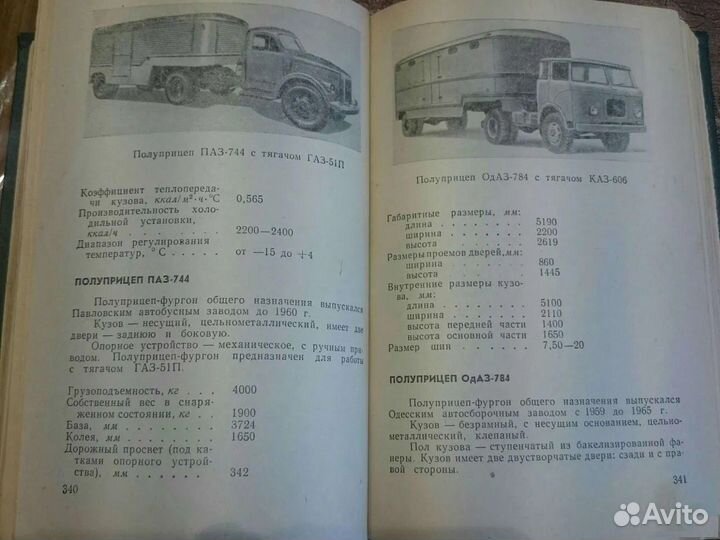 Полуприцеп ПАЗ-744 с тягачом ГАЗ-51П
Коэффициент теплопереда-
чи кузова, ккал/м²·ч·°С 0,565
Производительность холо-
дильной установки,
ккал/ч . . . . . . 2200—2400
Диапазон регулирования
температур, °С . . . . от —15 до +4
ПОЛУПРИЦЕП ПАЗ-744
Полуприцеп-фургон общего назначения выпускался
Павловским автобусным заводом до 1960 г.
Кузов — несущий, цельнометаллический, имеет две
двери — заднюю и боковую.
Опорное устройство — механическое, с ручным при-
водом. Полуприцеп-фургон предназначен для работы
с тягачом ГАЗ-51П.
Грузоподъемность, кг . . 4000
Собственный вес в снаря-
женном состоянии, кг . . 1900
База, мм . . . . . . 3724
Колея, мм . . . . . 1650
Дорожный просвет (под кат-
ками опорного устрой-
ства), мм . . . . . . 342
340
Полуприцеп ОдАЗ-784 с тягачом КАЗ-606
Габаритные размеры, мм:
длина . . . . . . . 5190
ширина . . . . . . . 2200
высота . . . . . . . 2619
Размеры проемов дверей, мм:
ширина . . . . . . . 860
высота . . . . . . . 1445
Внутренние размеры кузо-
ва, мм:
длина . . . . . . . 5100
ширина . . . . . . . 2110
высота передней части 1400
высота основной части 1650
Размер шин . . . . . 7,50—20
ПОЛУПРИЦЕП ОдАЗ-784
Полуприцеп-фургон общего назначения выпускался
Одесским автосборочным заводом с 1959 до 1965 г.
Кузов — безрамный, с несущим основанием, цельно-
металлический, клепаный.
Пол кузова — ступенчатый из бакелизированной фа-
неры. Кузов имеет две двустворчатые двери: сзади и с пра-
вой стороны.
341
Avito